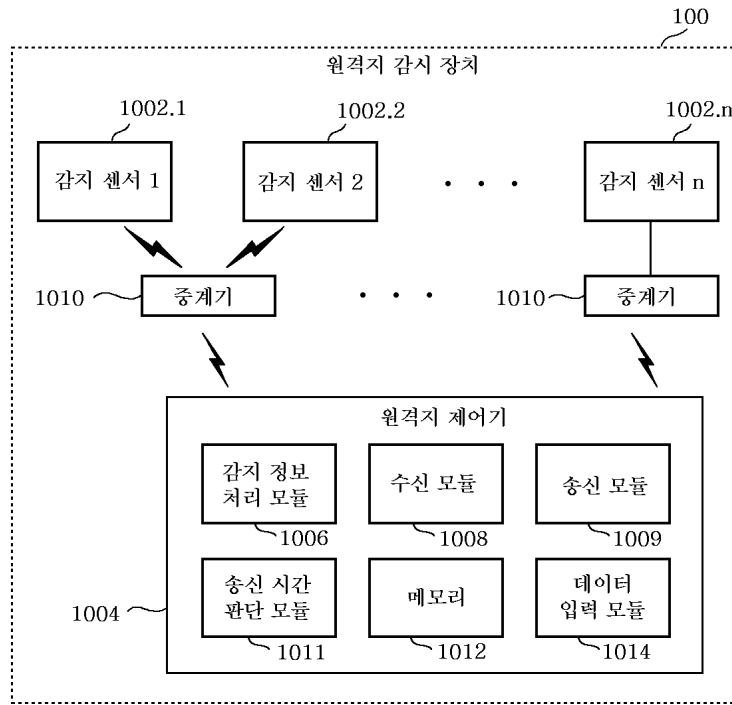 100
원격지 감시 장치
1002.1
1002.2
1002.n
감지 센서 1
감지 센서 2
• • •
감지 센서 n
1010
중계기
• • •
1010
중계기
원격지 제어기
감지 정보
처리 모듈
수신 모듈
송신 모듈
1006
1008
1009
송신 시간
판단 모듈
메모리
데이터
입력 모듈
1004
1011
1012
1014